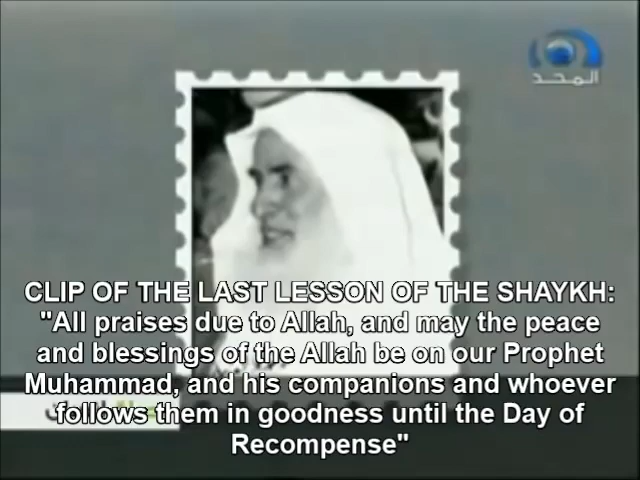 المجد
CLIP OF THE LAST LESSON OF THE SHAYKH:
"All praises due to Allah, and may the peace
and blessings of the Allah be on our Prophet
Muhammad, and his companions and whoever
follows them in goodness until the Day of
Recompense"